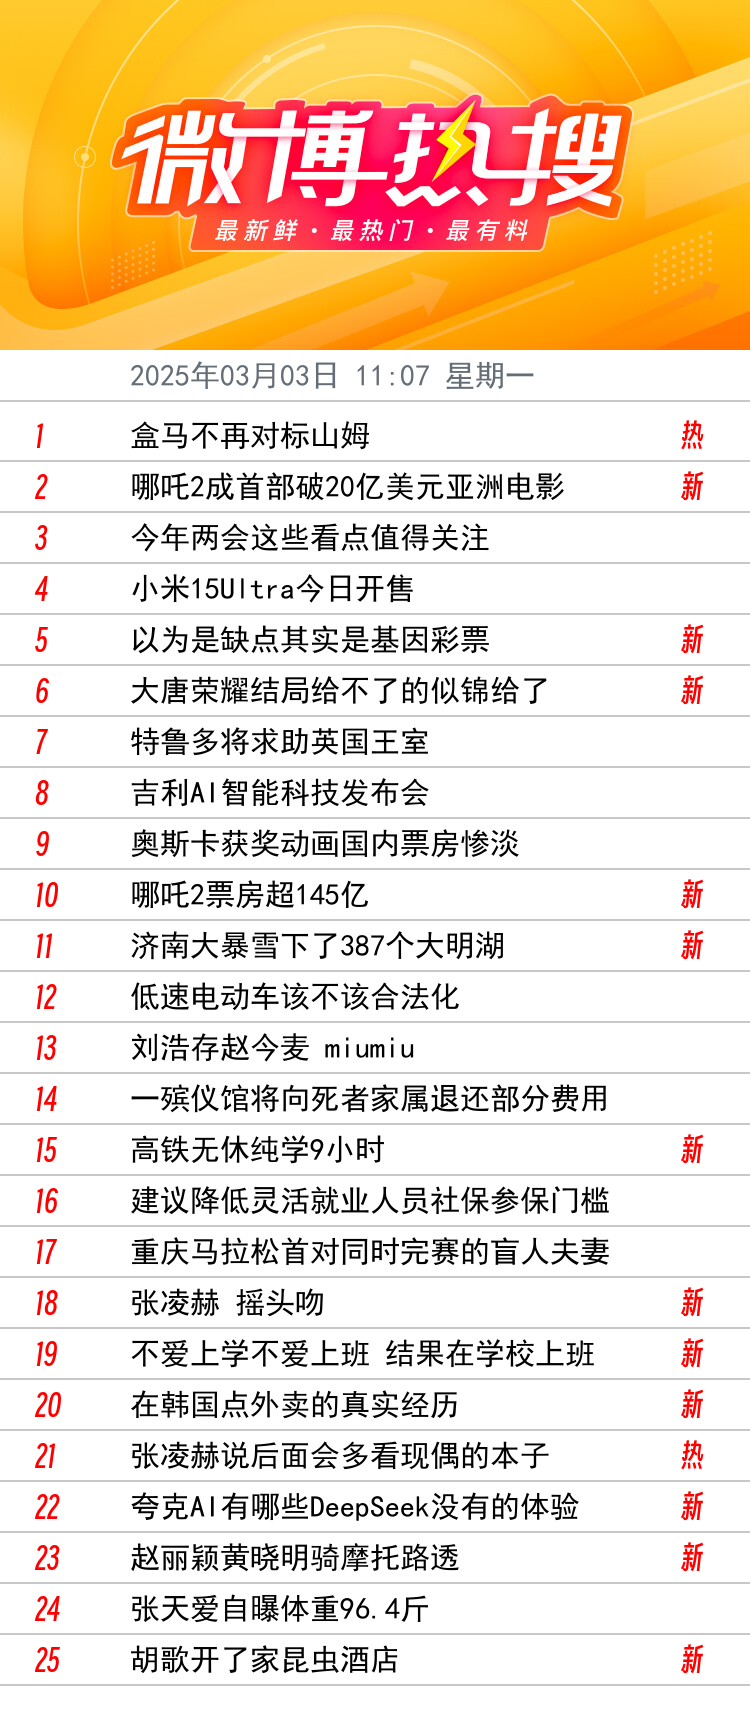 微博热搜
最新鲜·最热门·最有料
2025年03月03日 11:07 星期一
1 盒马不再对标山姆 热
2 哪吒2成首部破20亿美元亚洲电影 新
3 今年两会这些看点值得关注
4 小米15Ultra今日开售
5 以为是缺点其实是基因彩票 新
6 大唐荣耀结局给不了的似锦给了 新
7 特鲁多将求助英国王室
8 吉利AI智能科技发布会
9 奥斯卡获奖动画国内票房惨淡
10 哪吒2票房超145亿 新
11 济南大暴雪下了387个大明湖 新
12 低速电动车该不该合法化
13 刘浩存赵今麦 miumiu
14 一殡仪馆将向死者家属退还部分费用
15 高铁无休纯学9小时 新
16 建议降低灵活就业人员社保参保门槛
17 重庆马拉松首对同时完赛的盲人夫妻
18 张凌赫 摇头吻 新
19 不爱上学不爱上班 结果在学校上班 新
20 在韩国点外卖的真实经历 新
21 张凌赫说后面会多看现偶的本子 热
22 夸克AI有哪些DeepSeek没有的体验 新
23 赵丽颖黄晓明骑摩托路透 新
24 张天爱自曝体重96.4斤
25 胡歌开了家昆虫酒店 新